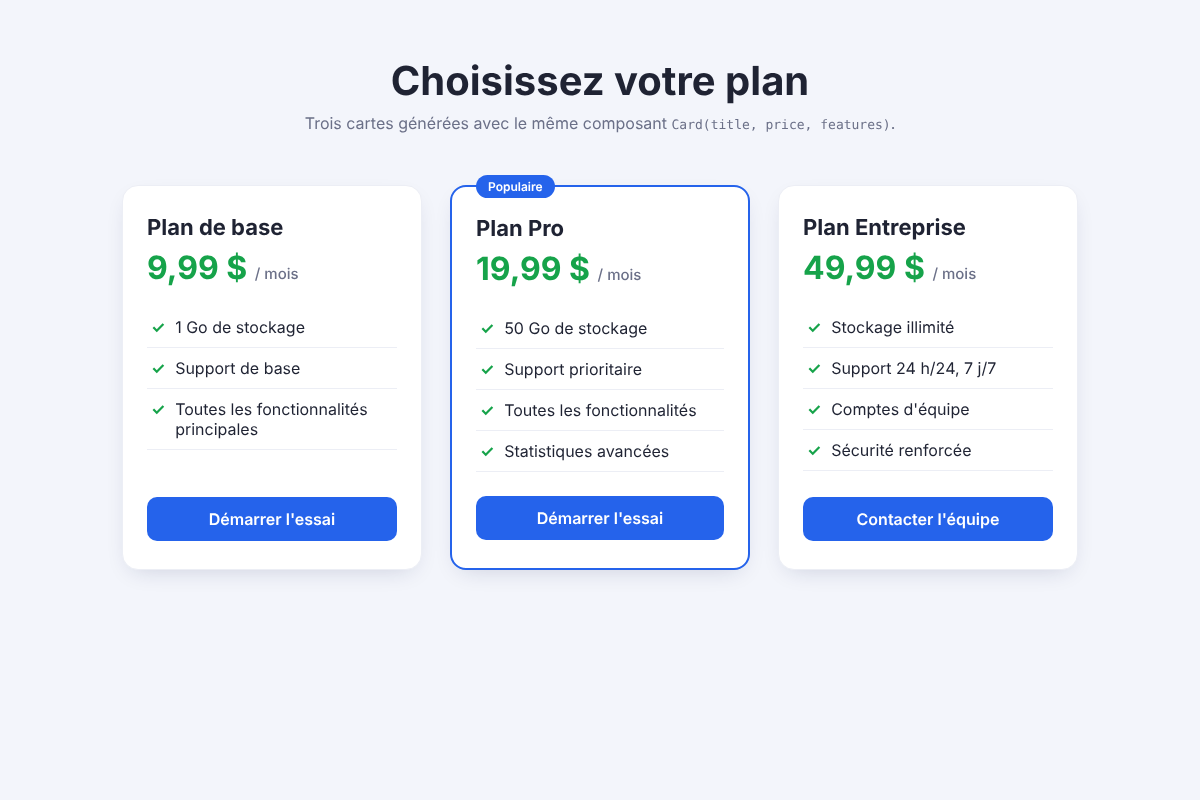 Choisissez votre plan
Trois cartes générées avec le même composant Card(title, price, features).
Plan de base
9,99 $ / mois
1 Go de stockage
Support de base
Toutes les fonctionnalités
principales
Démarrer l'essai
Populaire
Plan Pro
19,99 $ / mois
50 Go de stockage
Support prioritaire
Toutes les fonctionnalités
Statistiques avancées
Démarrer l'essai
Plan Entreprise
49,99 $ / mois
Stockage illimité
Support 24 h/24, 7 j/7
Comptes d'équipe
Sécurité renforcée
Contacter l'équipe